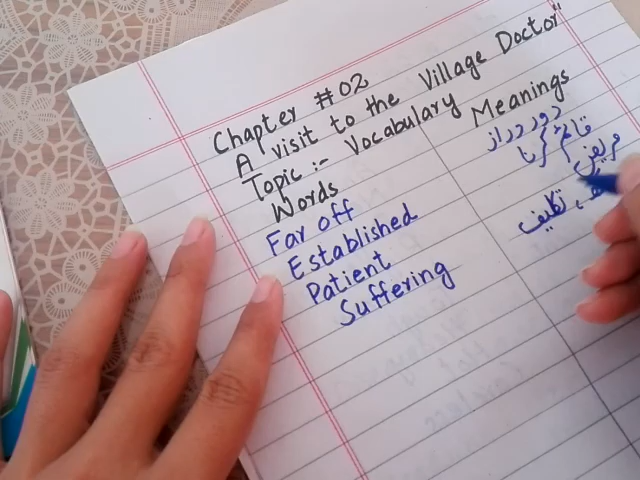 Chapter #02
A visit to the Village Doctor"
Topic :- Vocabulary
Words Meanings
Far off دور دراز
Established قائم کرنا
Patient مریض
Suffering تکلیف